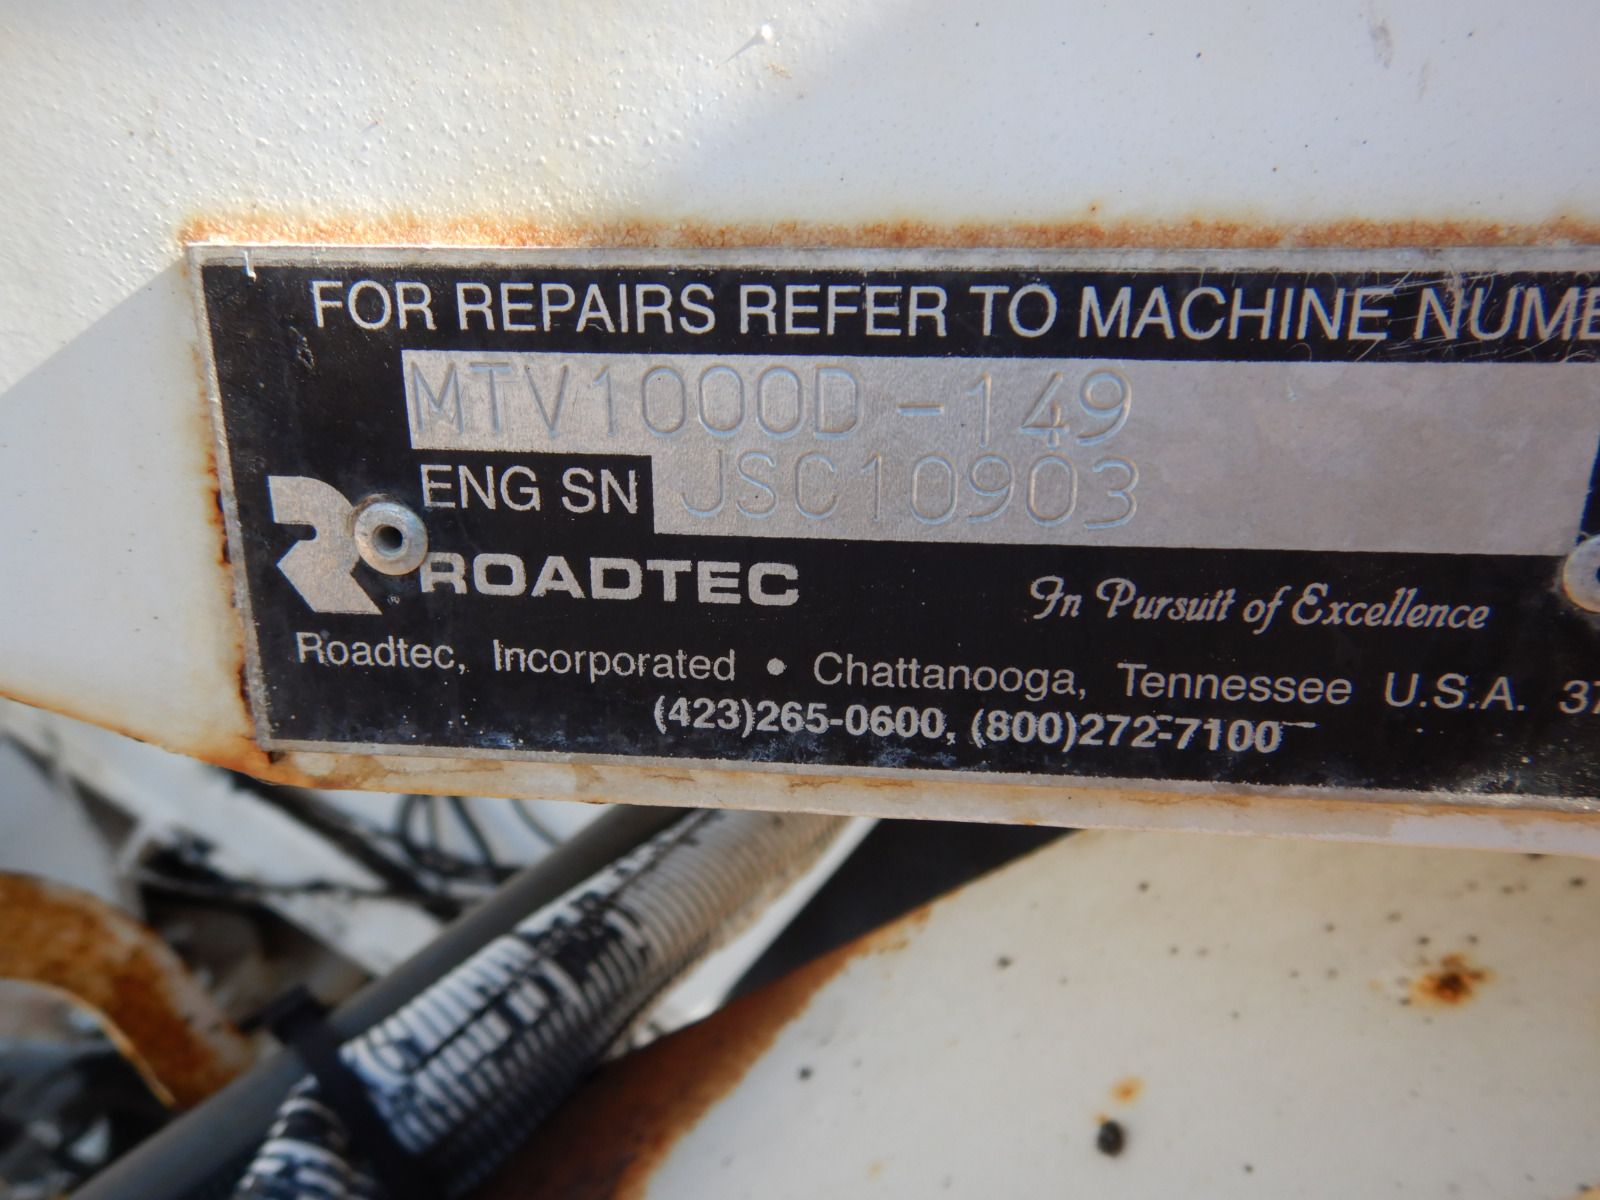 FOR REPAIRS REFER TO MACHINE NUMB
MTV1000D-149
ENG SN JSC10903
R® ROADTEC
In Pursuit of Excellence
Roadtec, Incorporated • Chattanooga, Tennessee U.S.A. 37
(423)265-0600, (800)272-7100